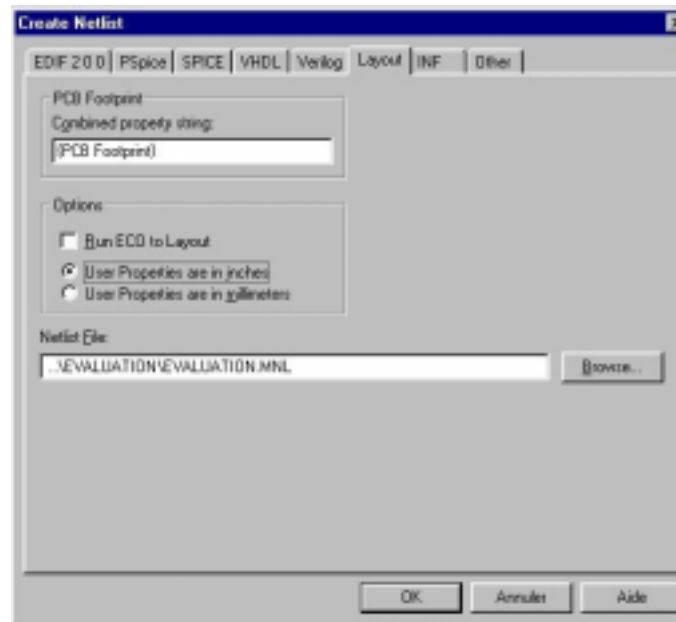 Create Netlist
EDIF 2 0 0 PSpice SPICE VHDL Verilog Layout INF Other
PCB Footprint
Combined property string:
{PCB Footprint}
Options
Run ECO to Layout
User Properties are in inches
User Properties are in millimeters
Netlist File:
..\EVALUATION\EVALUATION.MNL
Browse...
OK Annuler Aide